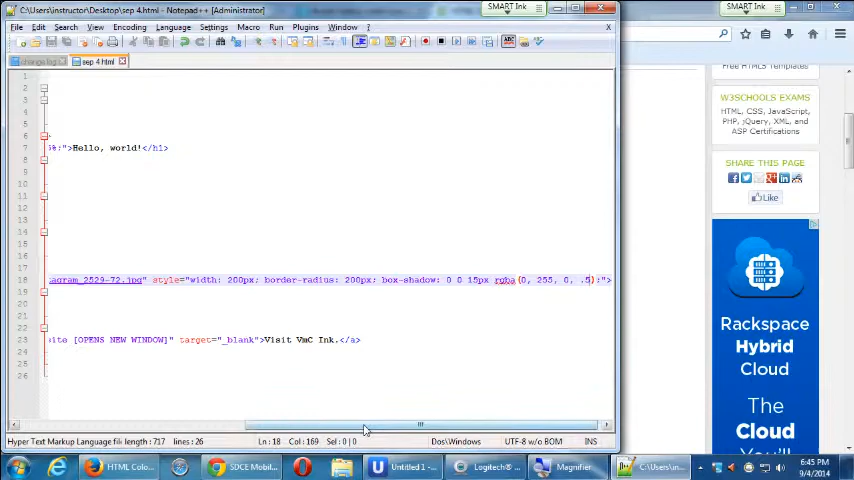 C:\Users\instructor\Desktop\sep 4.html - Notepad++ [Administrator]
SMART Ink
SMART Ink
File Edit Search View Encoding Language Settings Macro Run Plugins Window ?
X
change.log
sep 4.html
1
2
3
4
5
6
7 5%;">Hello, world!</h1>
8
9
10
11
12
13
14
15
16
17
18 agram_2529-72.jpg" style="width: 200px; border-radius: 200px; box-shadow: 0 0 15px rgba(0, 255, 0, .5);">
19
20
21
22
23 site [OPENS NEW WINDOW]" target="_blank">Visit VmC Ink.</a>
24
25
26
Hyper Text Markup Language file length : 717 lines : 26
Ln : 18 Col : 169 Sel : 0 | 0
Dos\Windows
UTF-8 w/o BOM
INS
Free HTML5 Templates
W3SCHOOLS EXAMS
HTML, CSS, JavaScript,
PHP, jQuery, XML, and
ASP Certifications
SHARE THIS PAGE
Like
Rackspace
Hybrid
Cloud
The
Cloud
You'll
HTML Colo...
SDCE Mobil...
Untitled 1 -...
Logitech® ...
Magnifier
C:\Users\in...
6:45 PM
9/4/2014